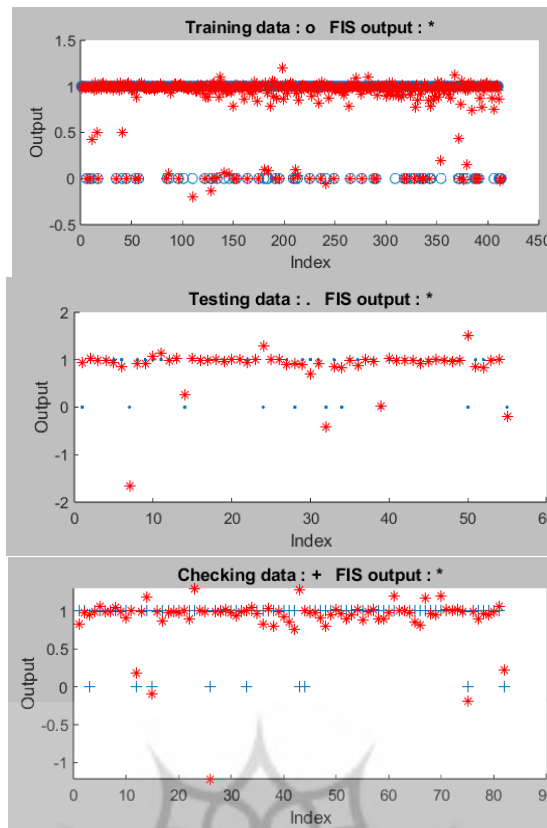 Training data : o FIS output : *
1.5
1
0.5
0
-0.5
Output
0 50 100 150 200 250 300 350 400 450
Index
Testing data : . FIS output : *
2
1
0
-1
-2
Output
0 10 20 30 40 50 60
Index
Checking data : + FIS output : *
1
0.5
0
-0.5
-1
Output
0 10 20 30 40 50 60 70 80 90
Index